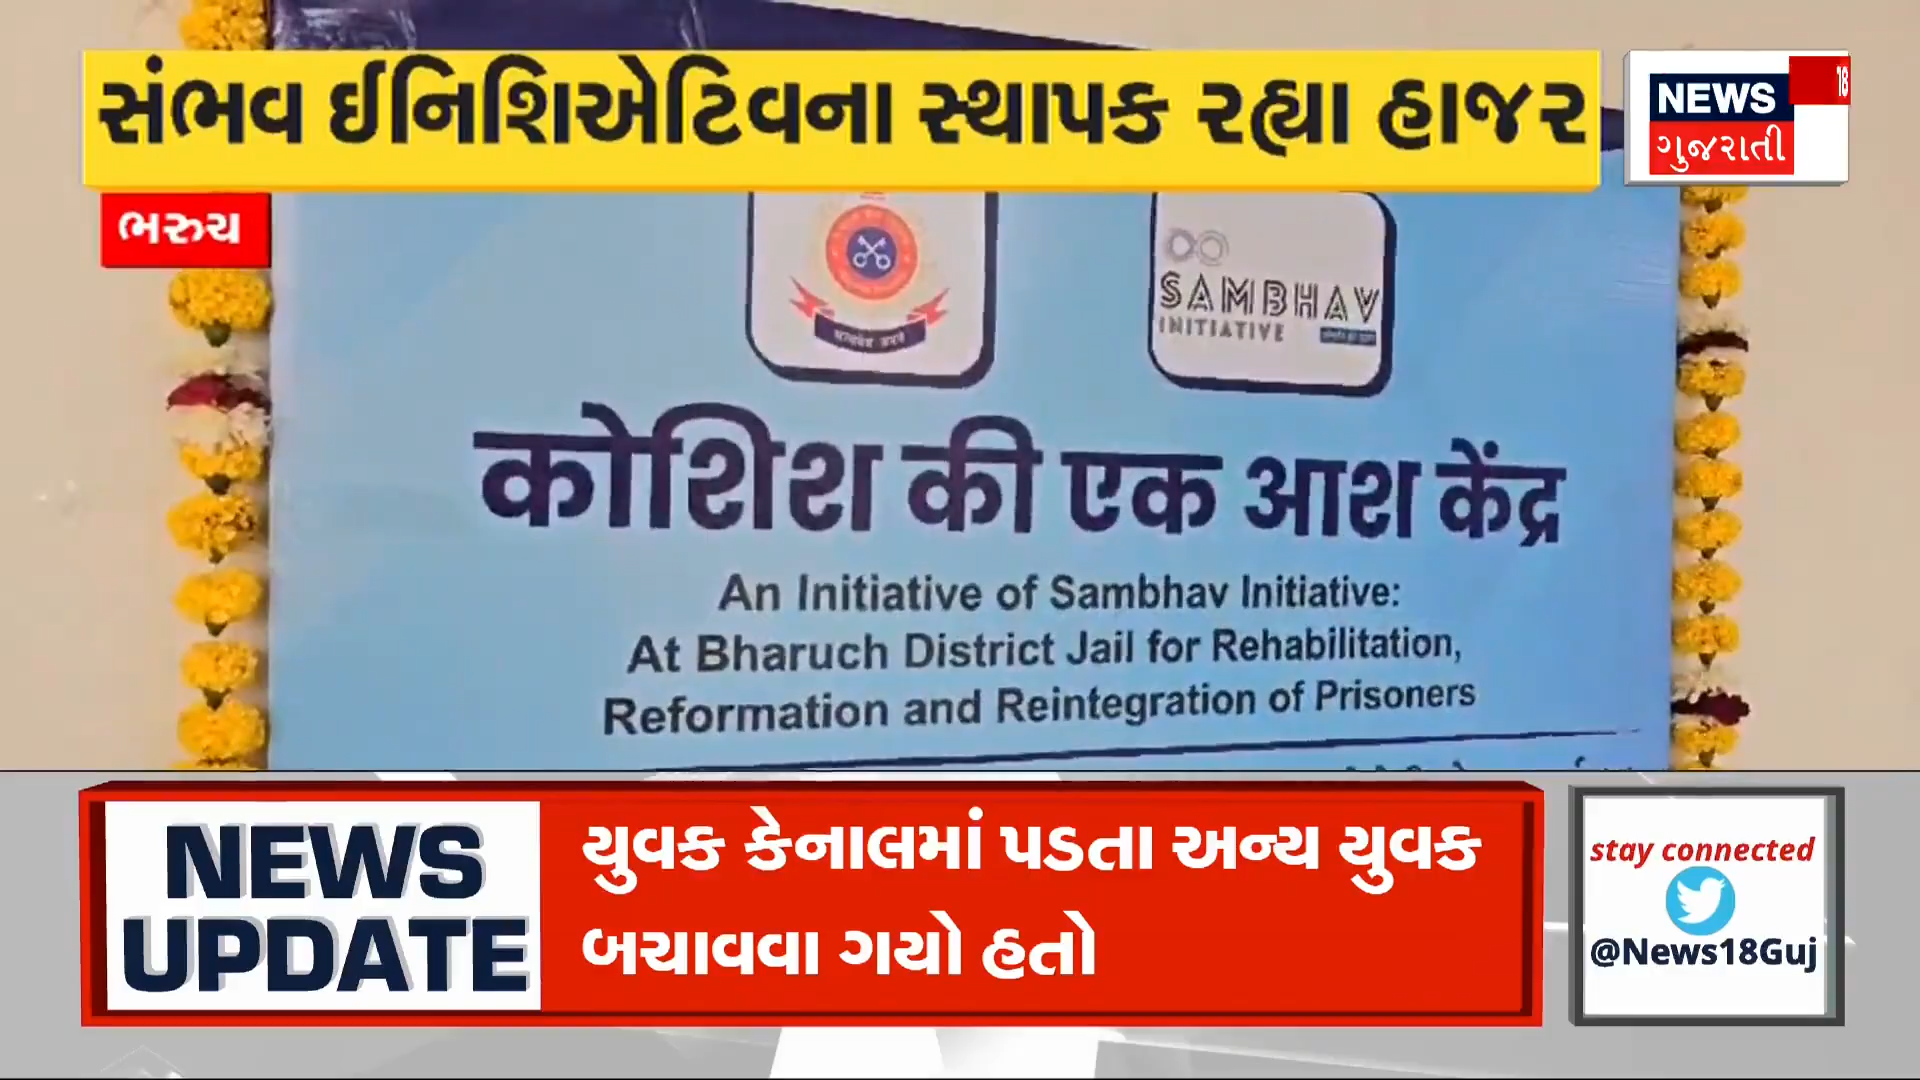 સંભવ ઈનિશિએટિવના સ્થાપક રહ્યા હાજર
NEWS 18
ગુજરાતી
ભરુચ
SAMBHAV
INITIATIVE
कोशिश की एक आश केंद्र
An Initiative of Sambhav Initiative:
At Bharuch District Jail for Rehabilitation,
Reformation and Reintegration of Prisoners
NEWS
UPDATE
યુવક કેનાલમાં પડતા અન્ય યુવક
બચાવવા ગયો હતો
stay connected
@News18Guj